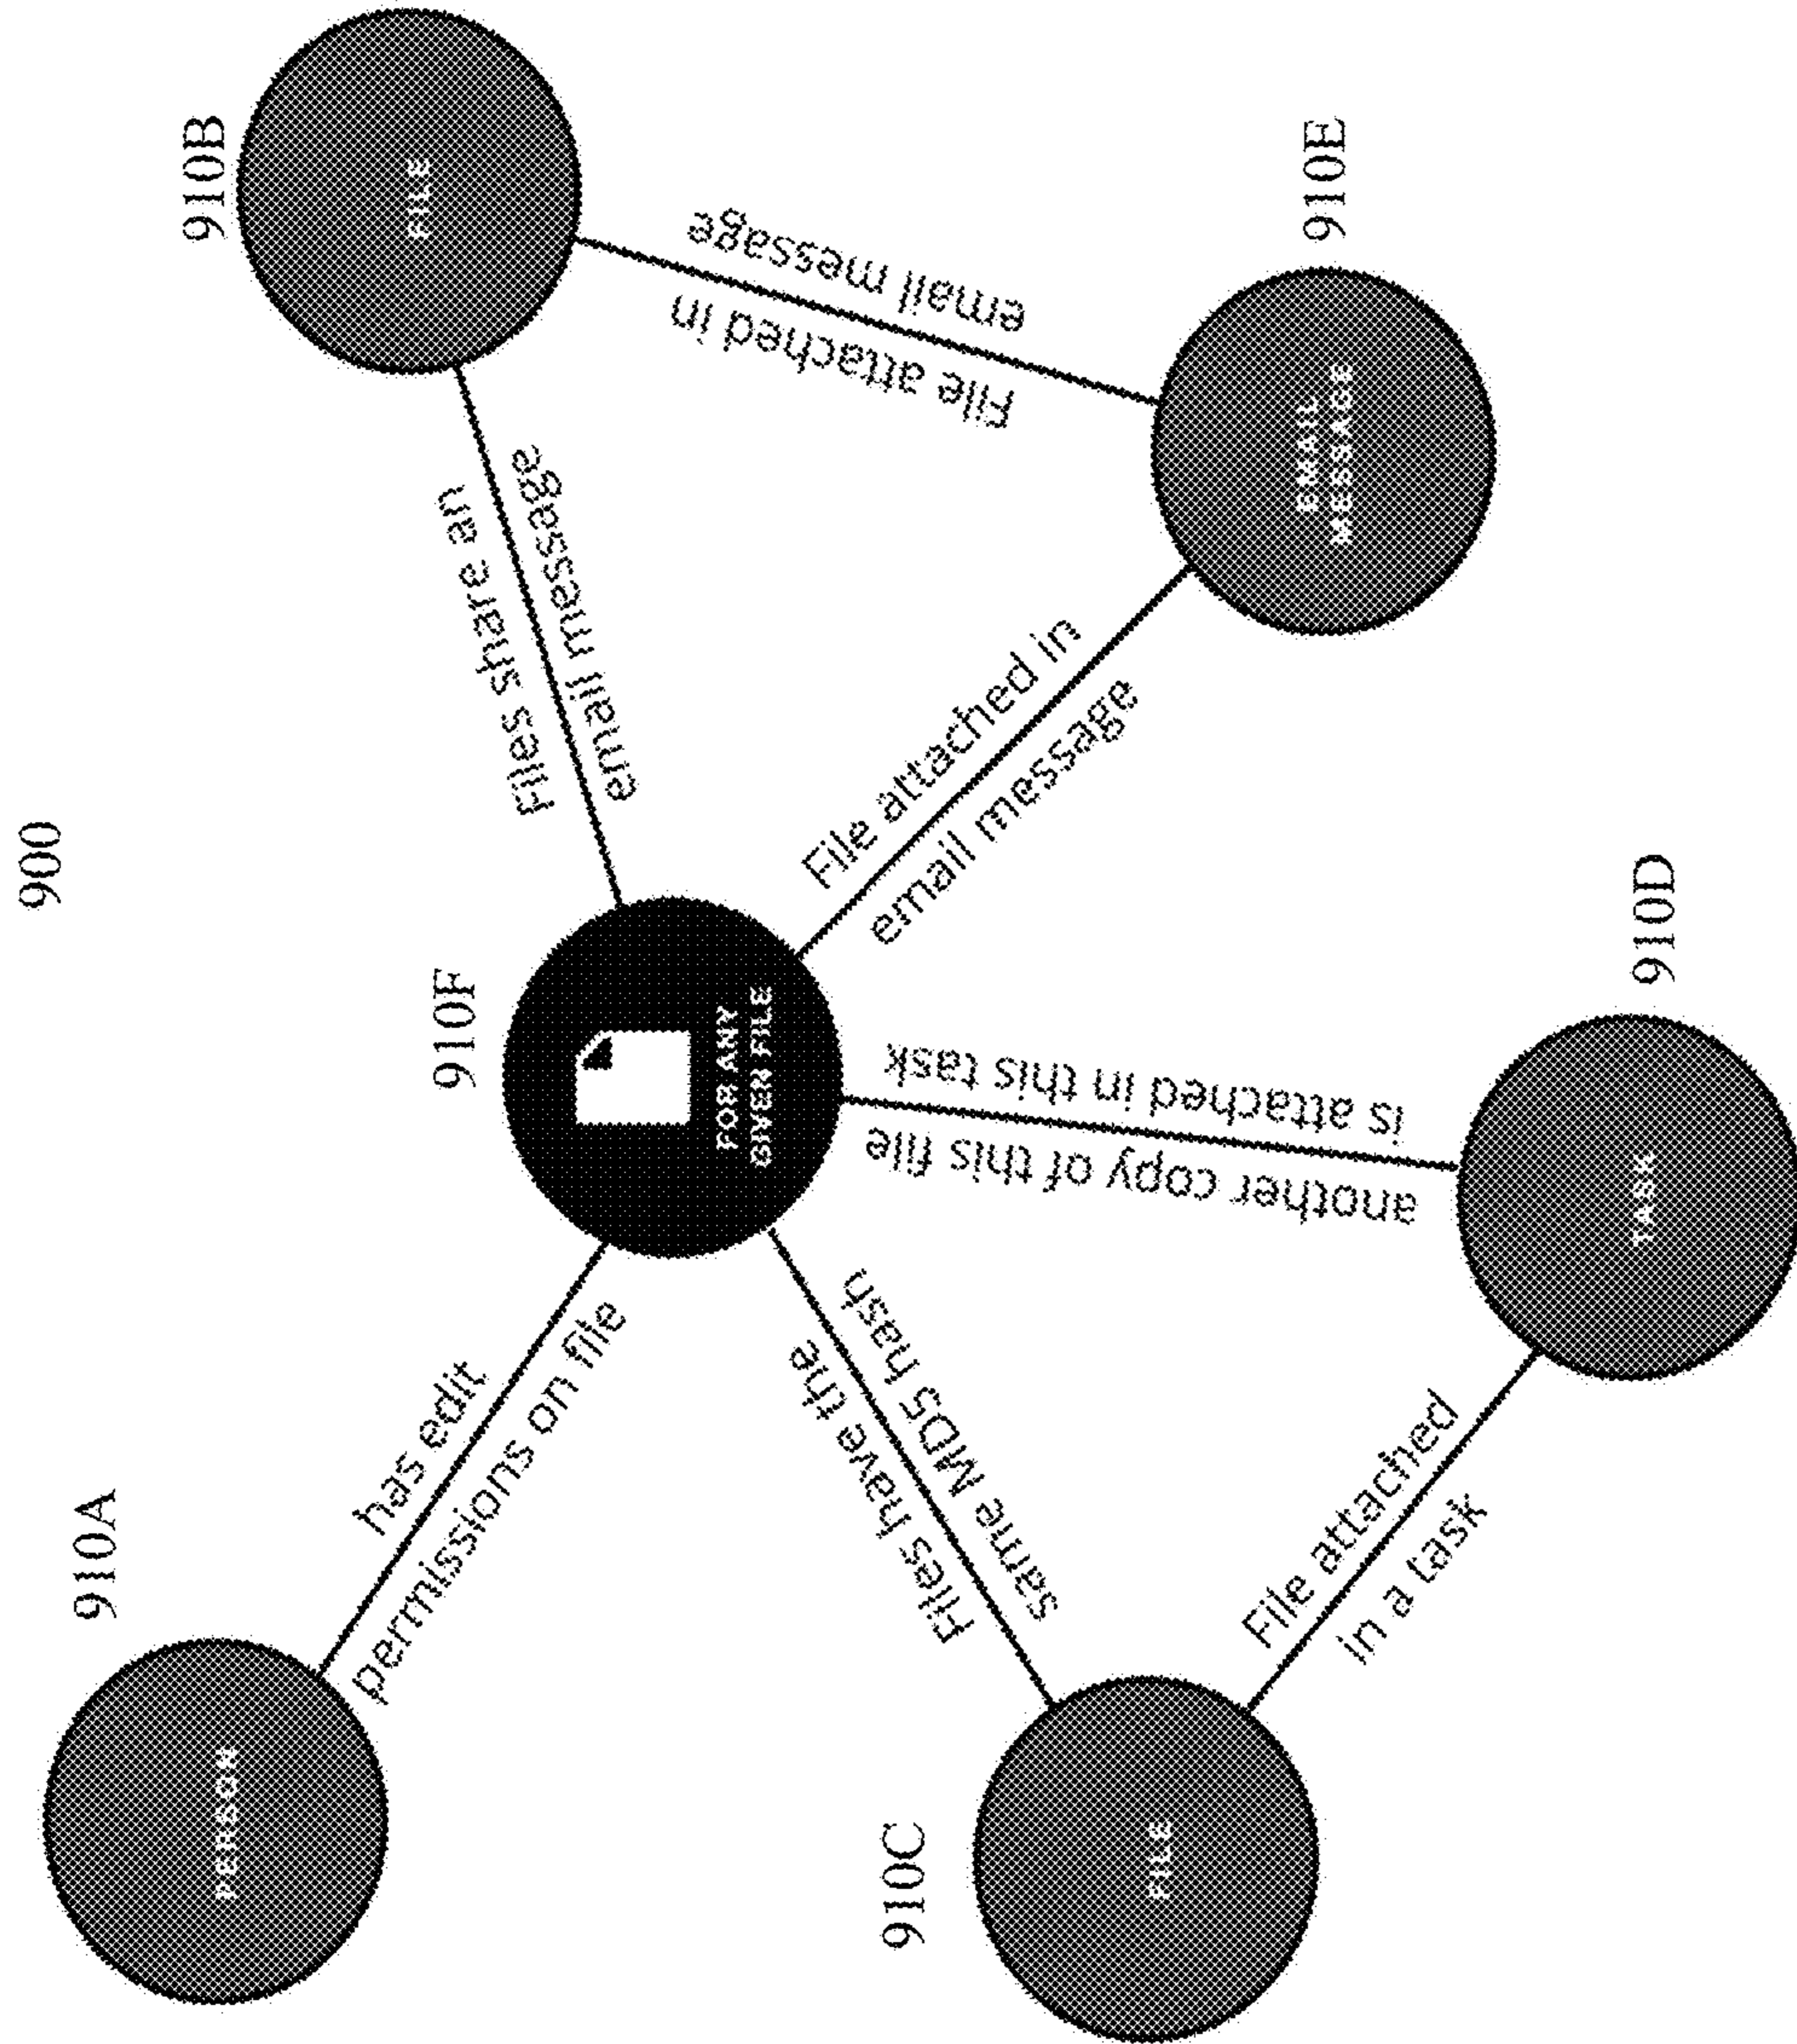 900
910A
PERSON
has edit
permissions on file
910F
FOR ANY
GIVEN FILE
910B
FILE
Files share an
email message
File attached in
email message
910E
EMAIL
MESSAGE
File attached in
email message
910C
FILE
Files have the
same MD5 hash
File attached
in a task
another copy of this file
is attached in this task
910D
TASK